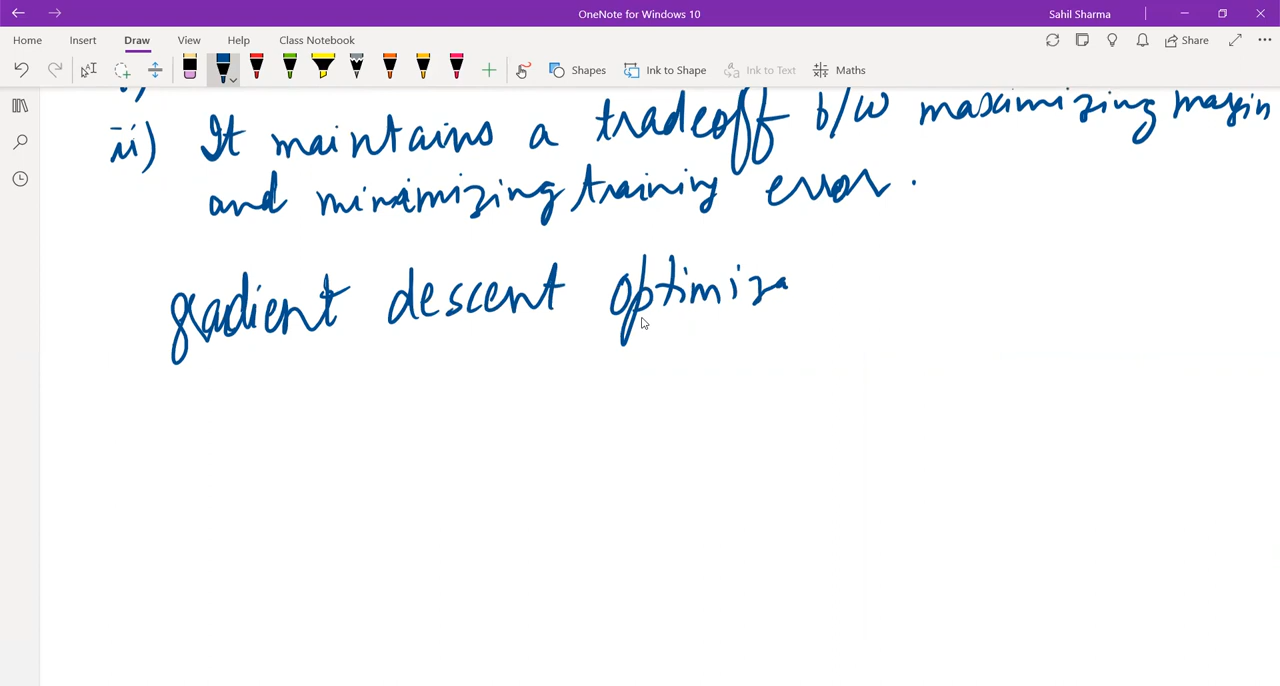 OneNote for Windows 10
Sahil Sharma
Home Insert Draw View Help Class Notebook
Share
Shapes Ink to Shape Ink to Text Maths
ii) It maintains a tradeoff b/w maximizing margin
and minimizing training error.
gradient descent optimiza